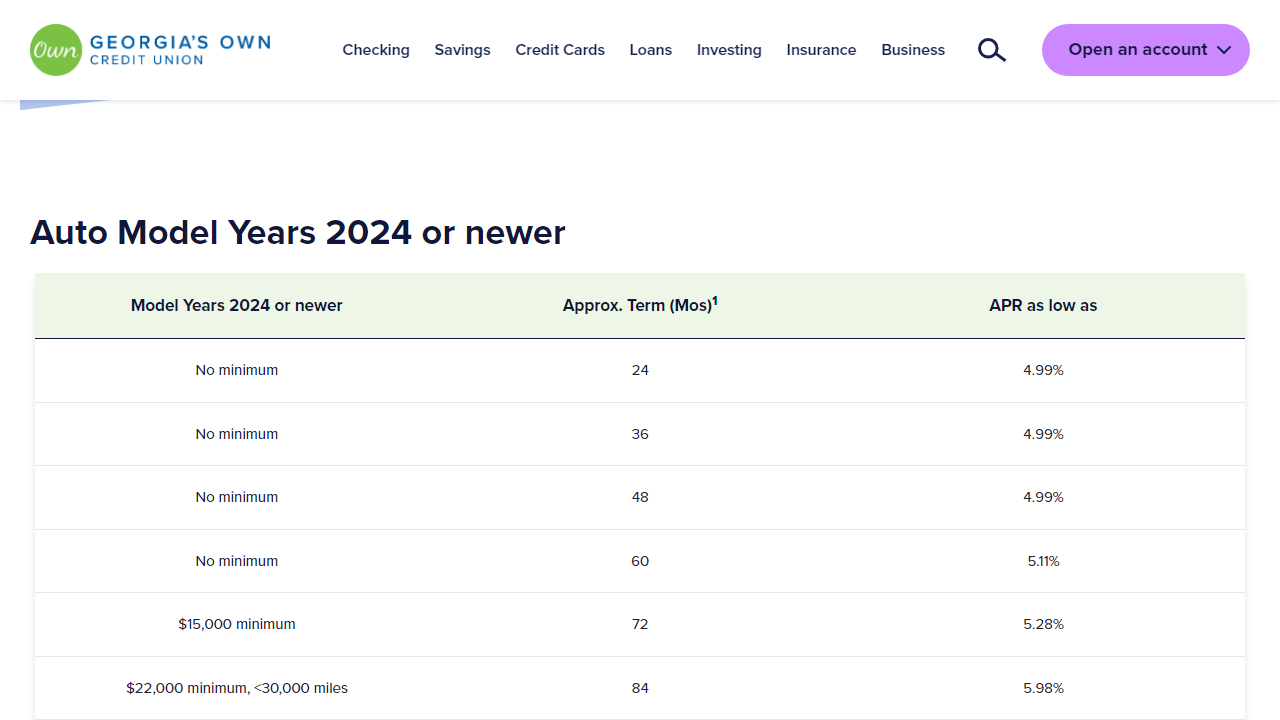 Own GEORGIA'S OWN
CREDIT UNION
Checking Savings Credit Cards Loans Investing Insurance Business Open an account
Auto Model Years 2024 or newer
Model Years 2024 or newer Approx. Term (Mos)1 APR as low as
No minimum 24 4.99%
No minimum 36 4.99%
No minimum 48 4.99%
No minimum 60 5.11%
$15,000 minimum 72 5.28%
$22,000 minimum, <30,000 miles 84 5.98%